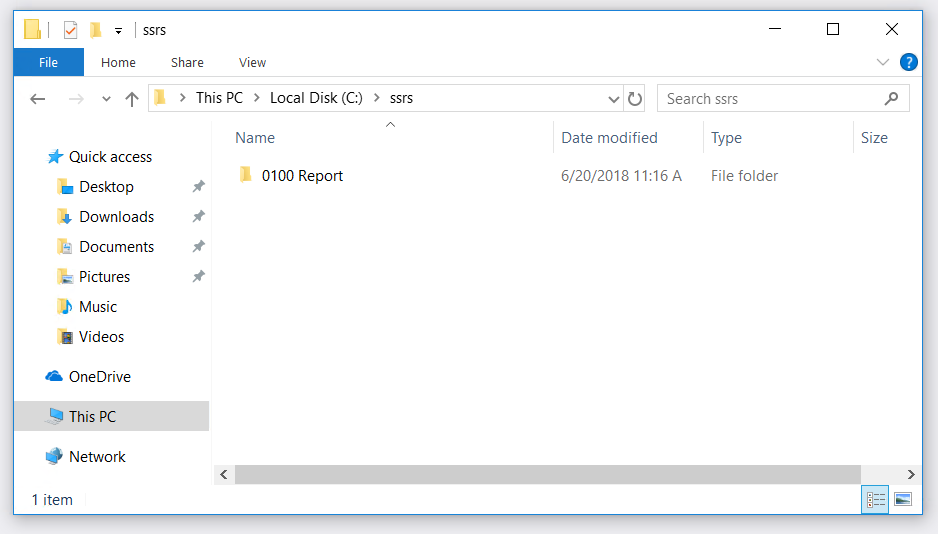 ssrs
File Home Share View ?
This PC Local Disk (C:) ssrs Search ssrs
Name Date modified Type Size
0100 Report 6/20/2018 11:16 A File folder
Quick access
Desktop
Downloads
Documents
Pictures
Music
Videos
OneDrive
This PC
Network
1 item